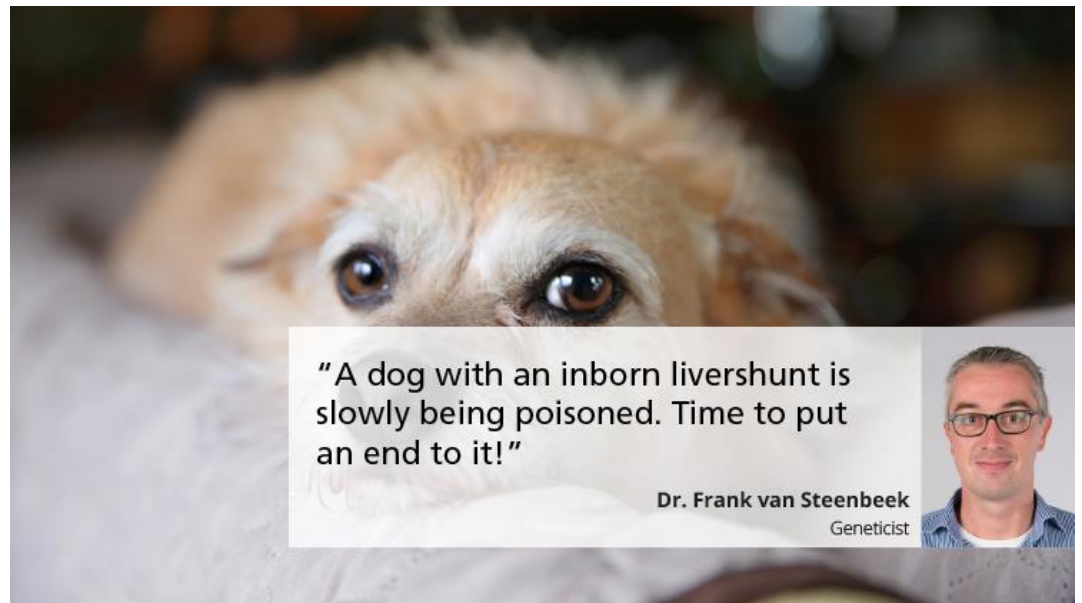 “A dog with an inborn livershunt is
slowly being poisoned. Time to put
an end to it!”
Dr. Frank van Steenbeek
Geneticist